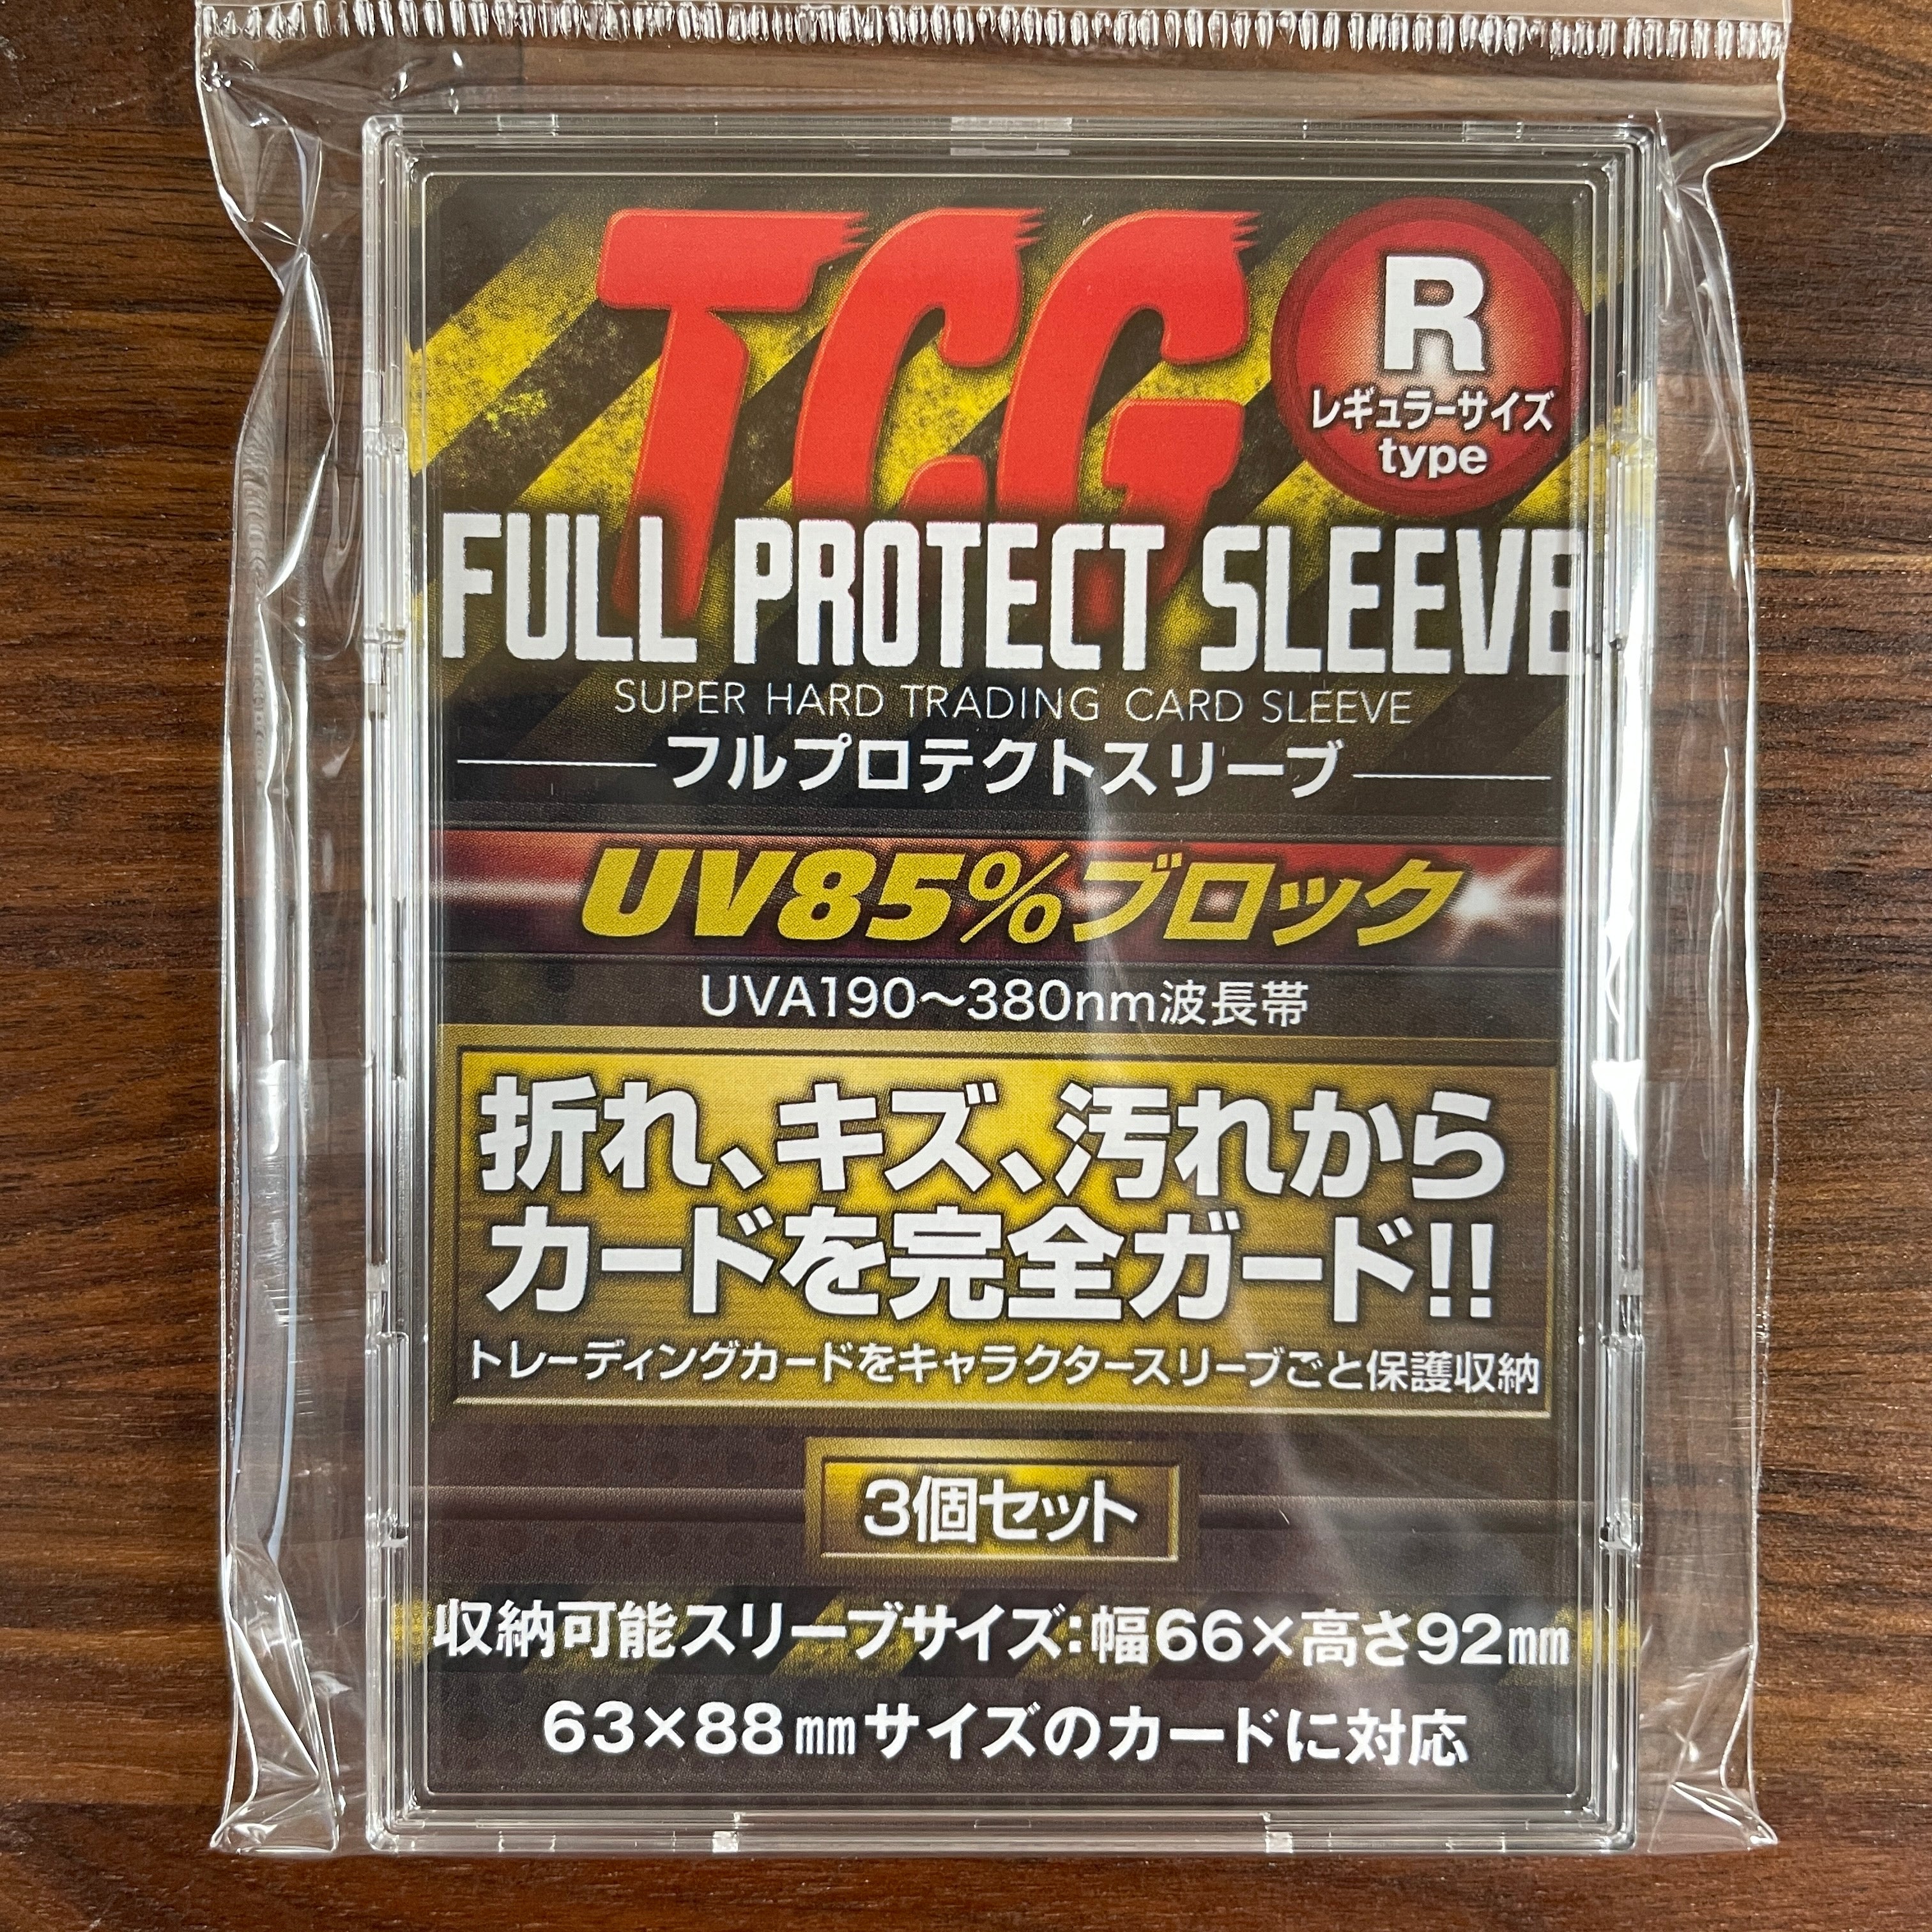 TCG
R
レギュラーサイズ
type
FULL PROTECT SLEEVE
SUPER HARD TRADING CARD SLEEVE
フルプロテクトスリーブ
UV85%ブロック
UVA190〜380nm波長帯
折れ、キズ、汚れから
カードを完全ガード!!
トレーディングカードをキャラクタースリーブごと保護収納
3個セット
収納可能スリーブサイズ:幅66×高さ92㎜
63×88㎜サイズのカードに対応